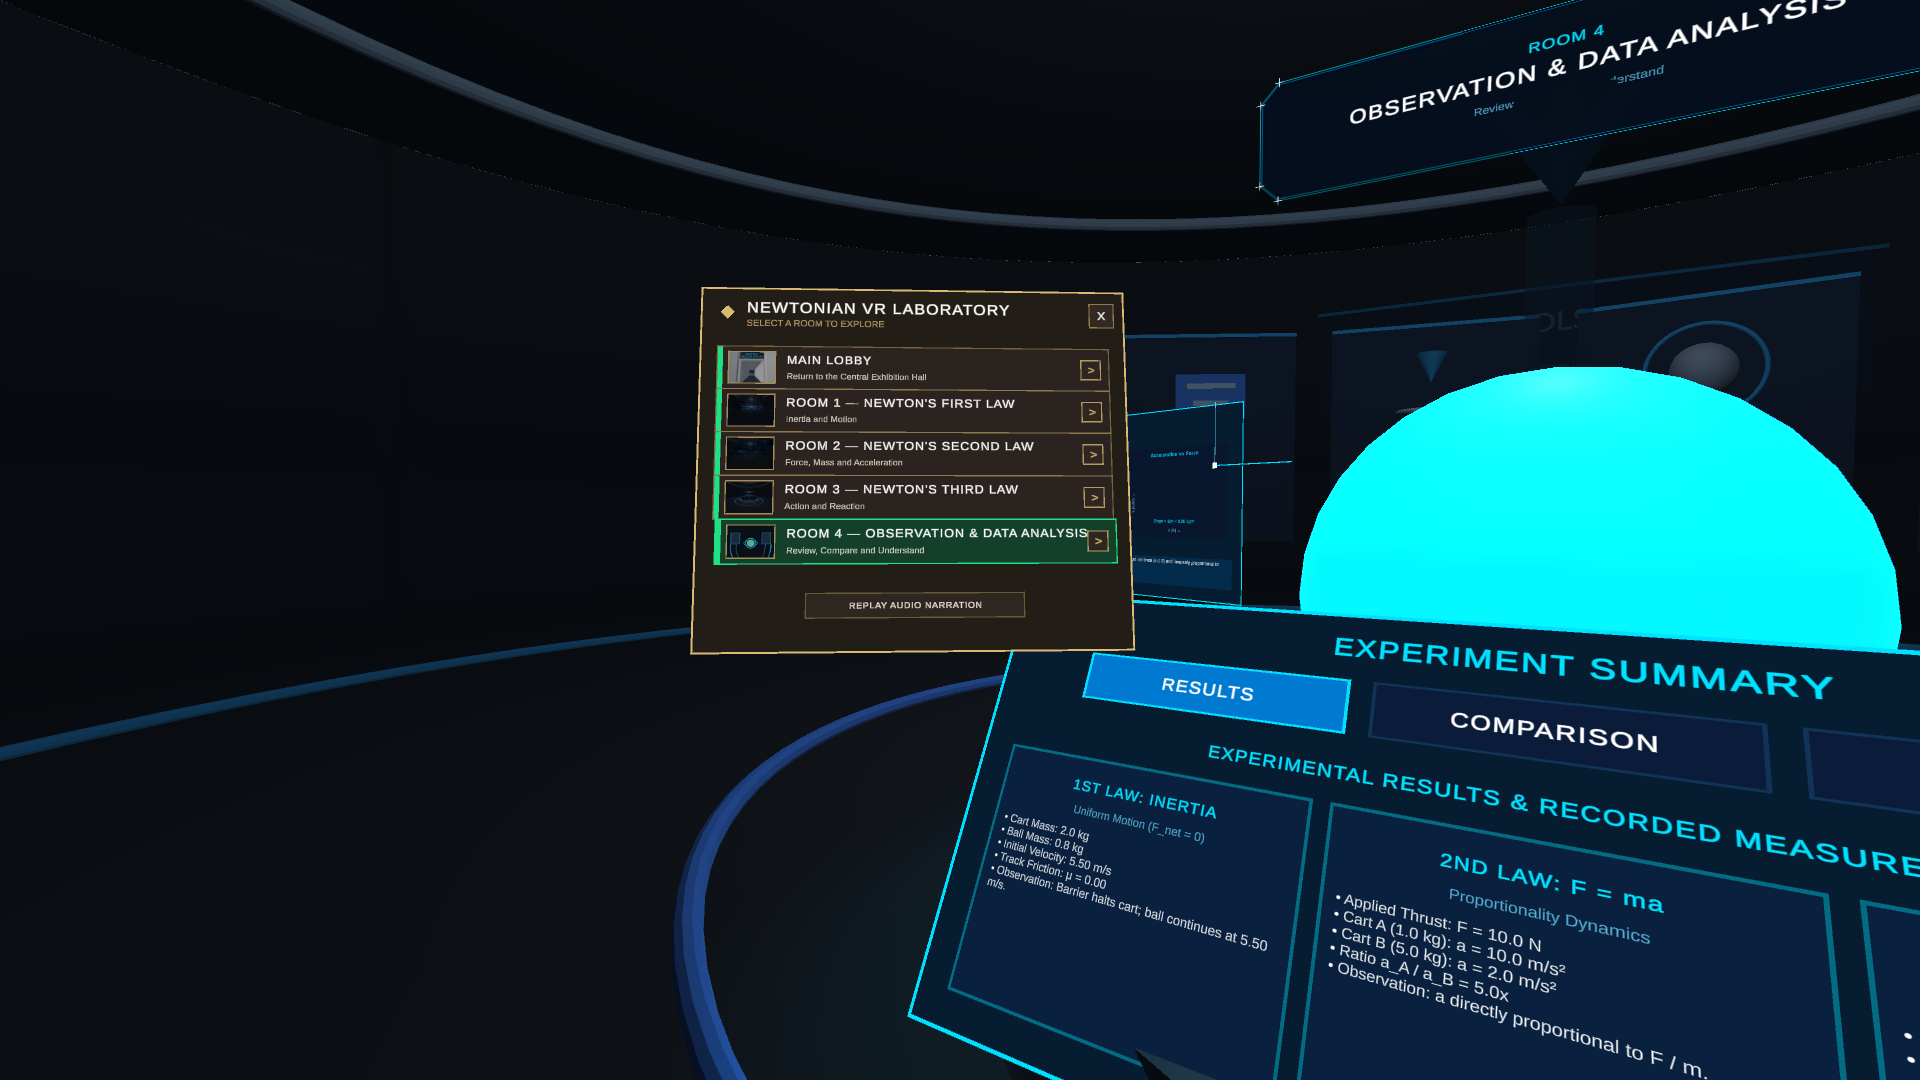 ROOM 4
OBSERVATION & DATA ANALYSIS
Review
NEWTONIAN VR LABORATORY
SELECT A ROOM TO EXPLORE
X
MAIN LOBBY
Return to the Central Exhibition Hall
>
ROOM 1 — NEWTON'S FIRST LAW
Inertia and Motion
>
ROOM 2 — NEWTON'S SECOND LAW
Force, Mass and Acceleration
>
ROOM 3 — NEWTON'S THIRD LAW
Action and Reaction
>
ROOM 4 — OBSERVATION & DATA ANALYSIS
Review, Compare and Understand
>
REPLAY AUDIO NARRATION
Acceleration vs Force
EXPERIMENT SUMMARY
RESULTS
COMPARISON
EXPERIMENTAL RESULTS & RECORDED MEASURE
1ST LAW: INERTIA
Uniform Motion (F_net = 0)
• Cart Mass: 2.0 kg
• Ball Mass: 0.8 kg
• Initial Velocity: 5.50 m/s
• Track Friction: μ = 0.00
• Observation: Barrier halts cart; ball continues at 5.50
m/s.
2ND LAW: F = ma
Proportionality Dynamics
• Applied Thrust: F = 10.0 N
• Cart A (1.0 kg): a = 10.0 m/s²
• Cart B (5.0 kg): a = 2.0 m/s²
• Ratio a_A / a_B = 5.0x
• Observation: a directly proportional to F / m.